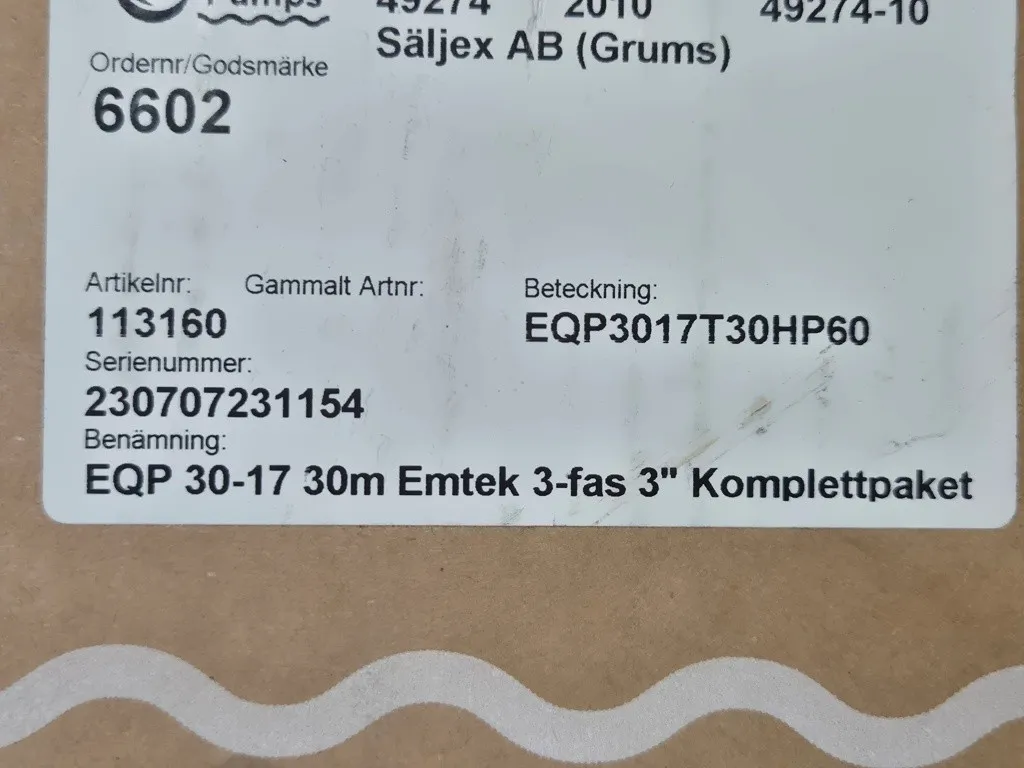 Pumps 49274 2010 49274-10
Säljex AB (Grums)
Ordernr/Godsmärke
6602
Artikelnr: Gammalt Artnr: Beteckning:
113160 EQP3017T30HP60
Serienummer:
230707231154
Benämning:
EQP 30-17 30m Emtek 3-fas 3" Komplettpaket